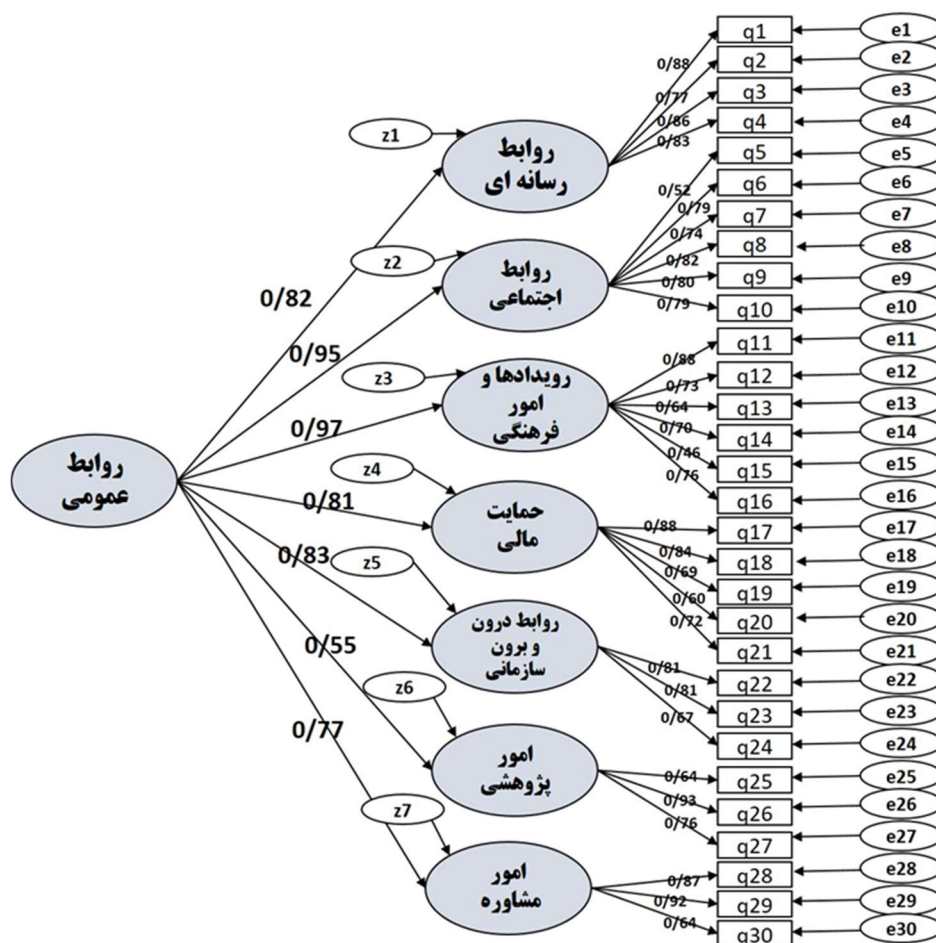 روابط
عمومی
0/82
0/95
0/97
0/81
0/83
0/55
0/77
z1
z2
z3
z4
z5
z6
z7
روابط
رسانه ای
روابط
اجتماعی
رویدادها و
امور
فرهنگی
حمایت
مالی
روابط درون
و برون
سازمانی
امور
پژوهشی
امور
مشاوره
0/88
0/77
0/86
0/83
0/52
0/79
0/74
0/82
0/80
0/79
0/88
0/73
0/64
0/70
0/46
0/76
0/88
0/84
0/69
0/60
0/72
0/81
0/81
0/67
0/64
0/93
0/76
0/87
0/92
0/64
q1
q2
q3
q4
q5
q6
q7
q8
q9
q10
q11
q12
q13
q14
q15
q16
q17
q18
q19
q20
q21
q22
q23
q24
q25
q26
q27
q28
q29
q30
e1
e2
e3
e4
e5
e6
e7
e8
e9
e10
e11
e12
e13
e14
e15
e16
e17
e18
e19
e20
e21
e22
e23
e24
e25
e26
e27
e28
e29
e30